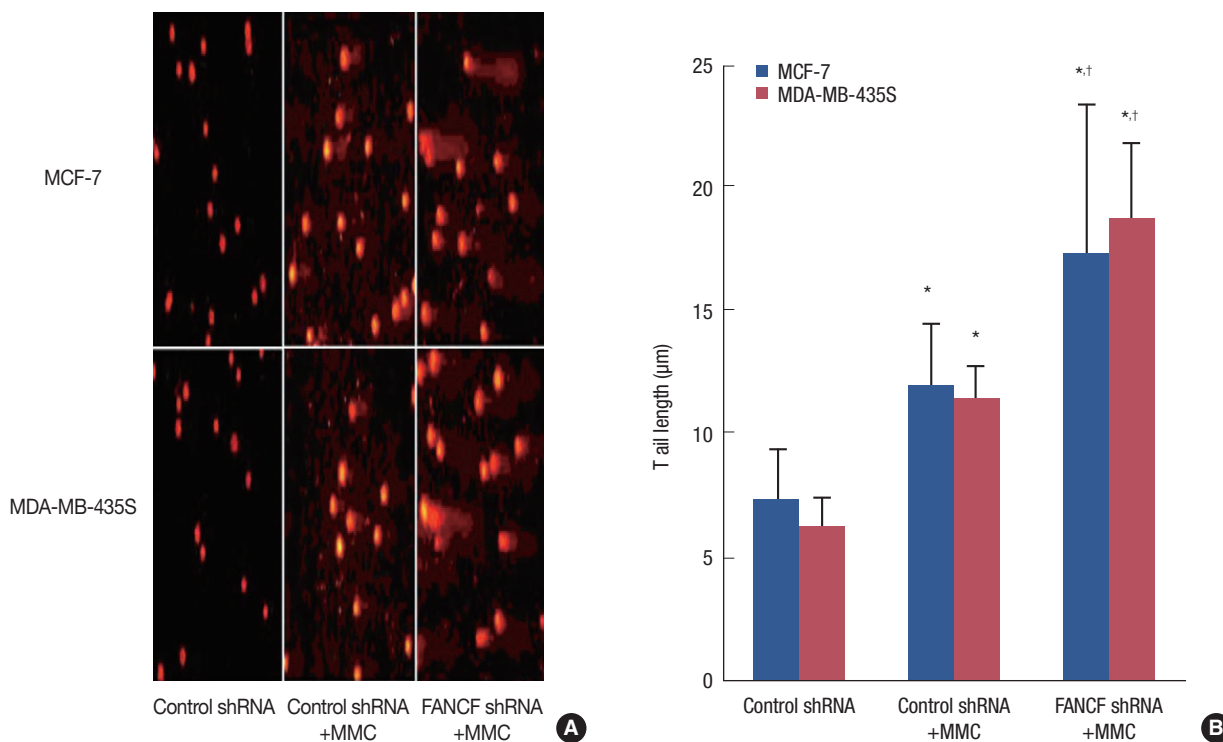 MCF-7
MDA-MB-435S
Control shRNA
Control shRNA
+MMC
FANCF shRNA
+MMC
A
T ail length (μm)
25
20
15
10
5
0
MCF-7
MDA-MB-435S
*
*
*,†
*,†
Control shRNA
Control shRNA
+MMC
FANCF shRNA
+MMC
B